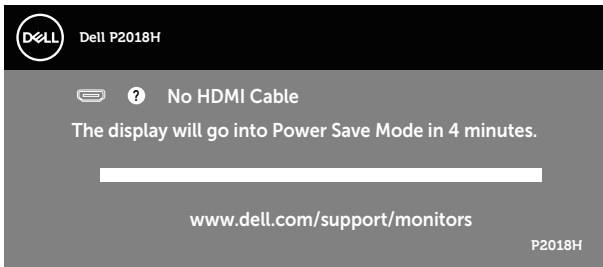 DELL
Dell P2018H
? No HDMI Cable
The display will go into Power Save Mode in 4 minutes.
www.dell.com/support/monitors
P2018H